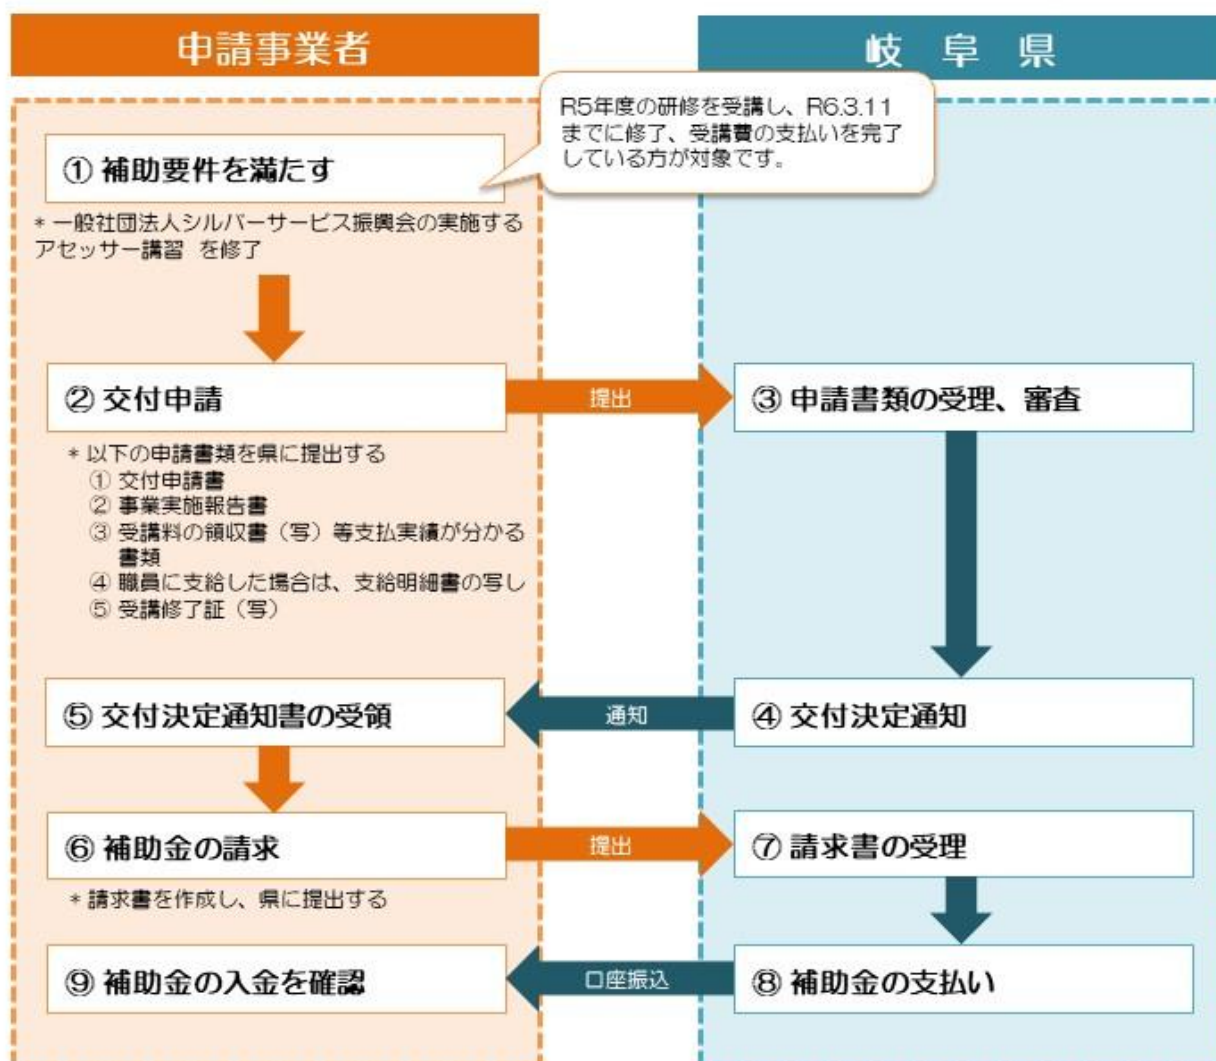 申請事業者
岐阜県
R5年度の研修を受講し、R6.3.11
までに修了、受講費の支払いを完了
している方が対象です。
① 補助要件を満たす
* 一般社団法人シルバーサービス振興会の実施する
アセッサー講習 を修了
② 交付申請
提出
③ 申請書類の受理、審査
* 以下の申請書類を県に提出する
① 交付申請書
② 事業実施報告書
③ 受講料の領収書（写）等支払実績が分かる
書類
④ 職員に支給した場合は、支給明細書の写し
⑤ 受講修了証（写）
⑤ 交付決定通知書の受領
通知
④ 交付決定通知
⑥ 補助金の請求
提出
⑦ 請求書の受理
* 請求書を作成し、県に提出する
⑨ 補助金の入金を確認
口座振込
⑧ 補助金の支払い